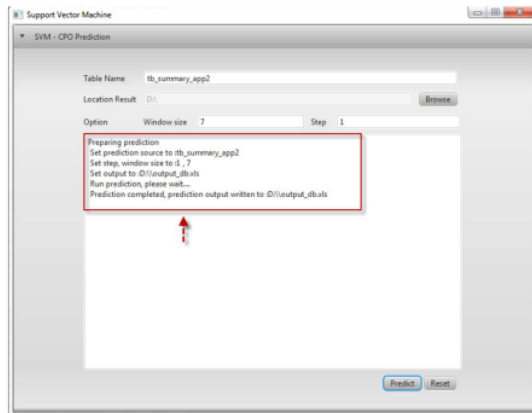 Support Vector Machine
SVM - CPO Prediction
Table Name tb_summary_app2
Location Result D:\ Browse
Option Window size 7 Step 1
Preparing prediction
Set prediction source to :tb_summary_app2
Set step, window size to :1 , 7
Set output to :D:\\output_db.xls
Run prediction, please wait....
Prediction completed, prediction output written to :D:\\output_db.xls
Predict Reset